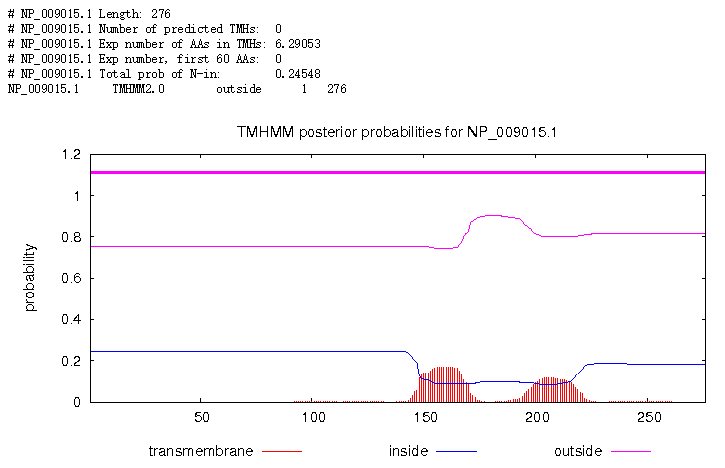 # NP_009015.1 Length: 276
# NP_009015.1 Number of predicted TMHs: 0
# NP_009015.1 Exp number of AAs in TMHs: 6.29053
# NP_009015.1 Exp number, first 60 AAs: 0
# NP_009015.1 Total prob of N-in: 0.24548
NP_009015.1 TMHMM2.0 outside 1 276
TMHMM posterior probabilities for NP_009015.1
1.2
1
0.8
0.6
0.4
0.2
0
probability
50 100 150 200 250
transmembrane inside outside